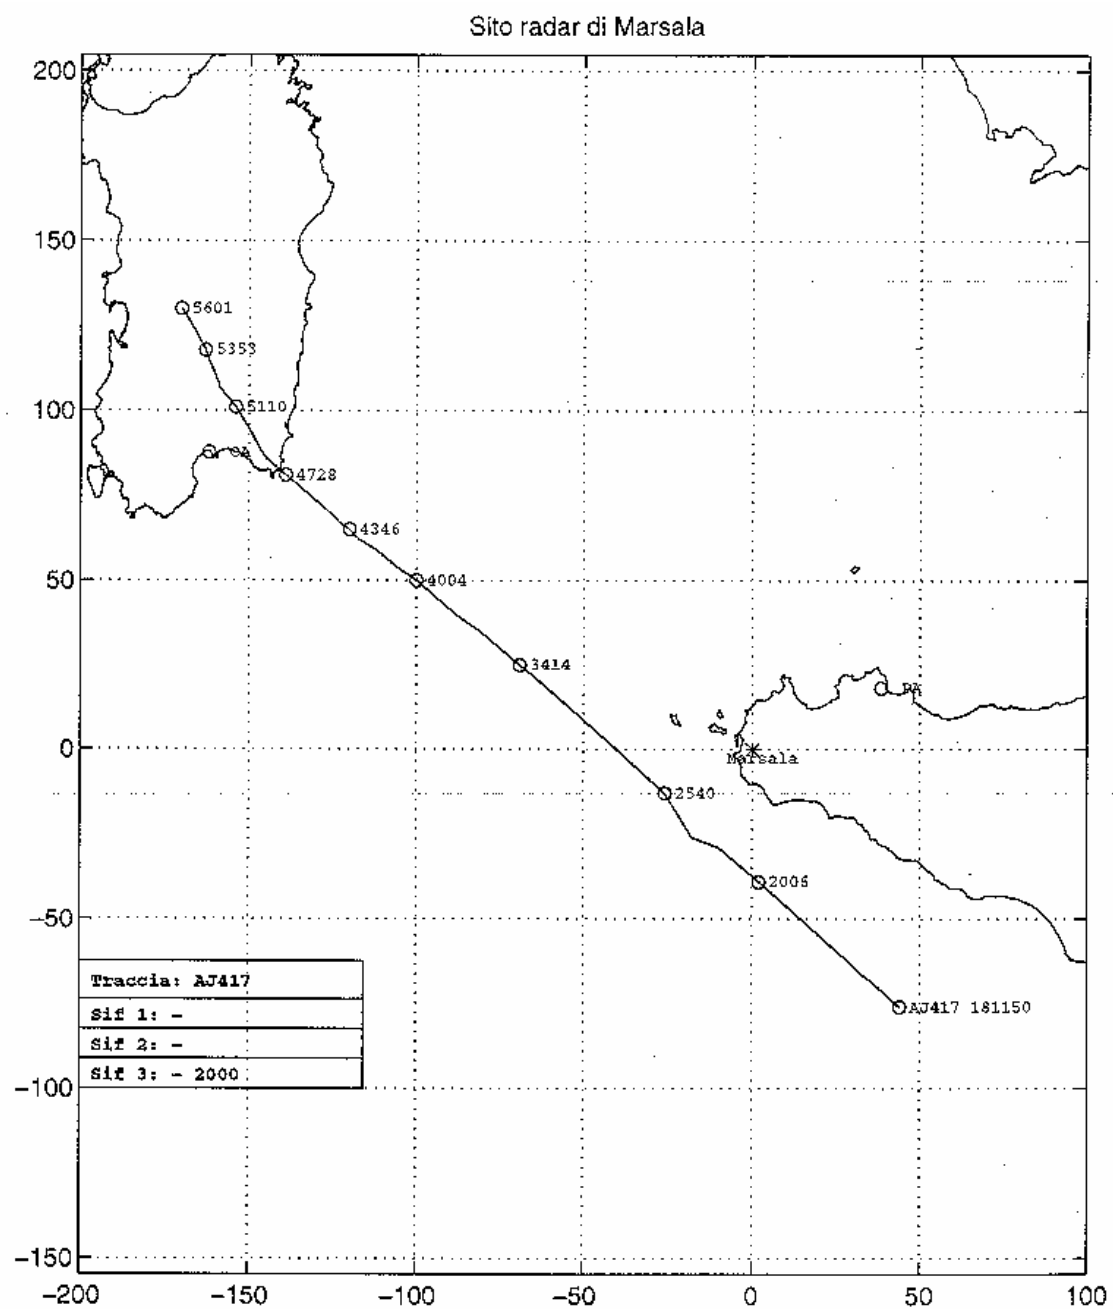 Sito radar di Marsala
200
150
100
50
0
−50
−100
−150
5601
5353
5110
CA
4728
4346
4004
3414
PA
Marsala
2540
2006
AJ417 181150
Traccia: AJ417
Sif 1: −
Sif 2: −
Sif 3: − 2000
−200 −150 −100 −50 0 50 100